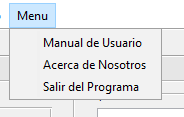 Menu
Manual de Usuario
Acerca de Nosotros
Salir del Programa